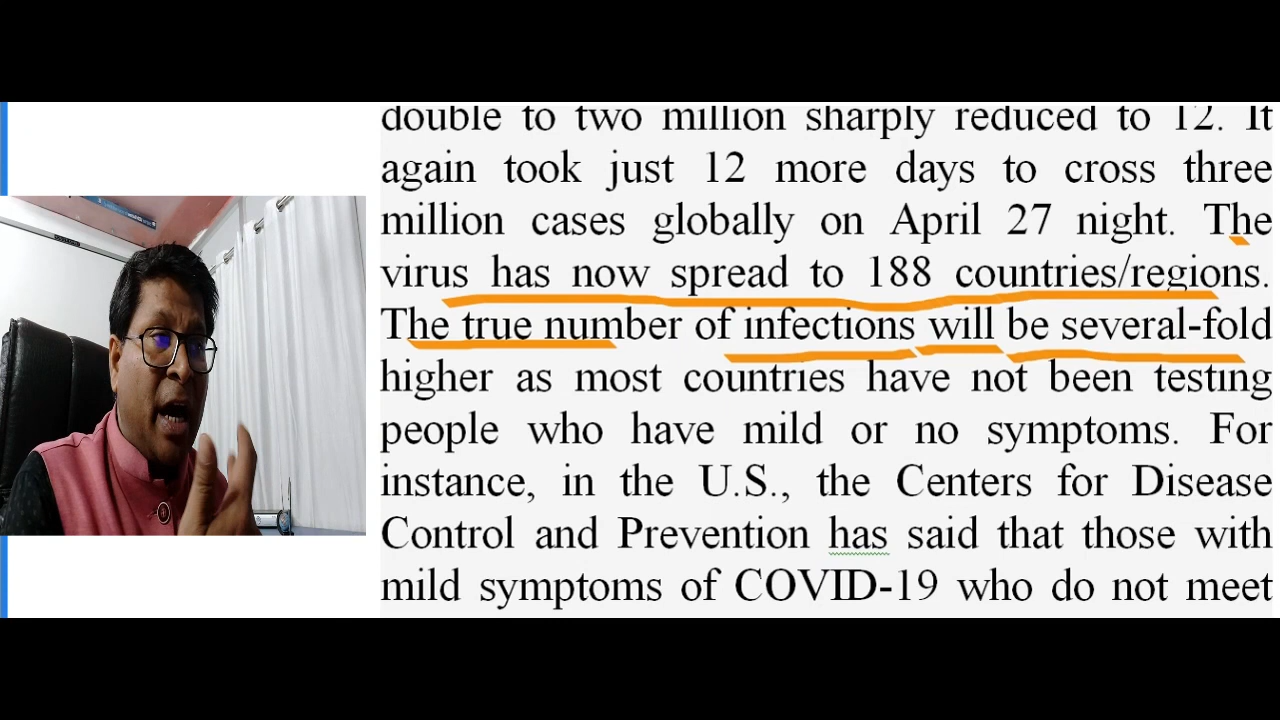 double to two million sharply reduced to 12. It
again took just 12 more days to cross three
million cases globally on April 27 night. The
virus has now spread to 188 countries/regions.
The true number of infections will be several-fold
higher as most countries have not been testing
people who have mild or no symptoms. For
instance, in the U.S., the Centers for Disease
Control and Prevention has said that those with
mild symptoms of COVID-19 who do not meet